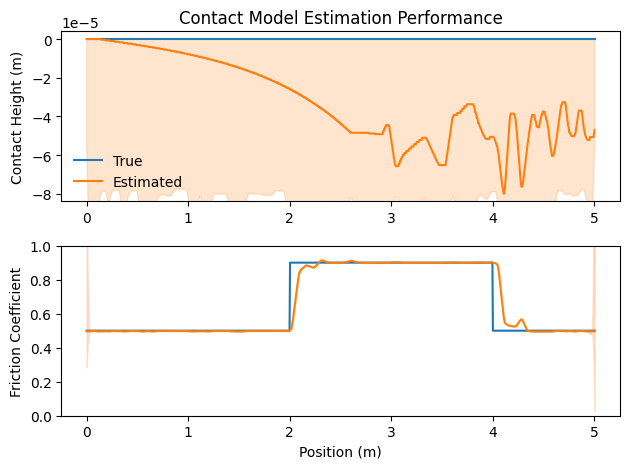 Contact Model Estimation Performance
1e−5
Contact Height (m)
0
−2
−4
−6
−8
True
Estimated
0 1 2 3 4 5
Friction Coefficient
1.0
0.8
0.6
0.4
0.2
0.0
0 1 2 3 4 5
Position (m)